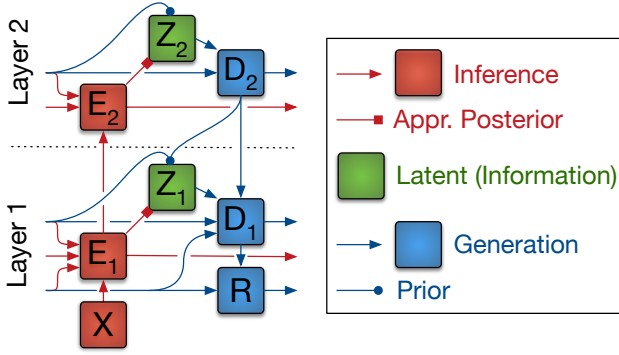 Layer 2
Z2
D2
E2
Layer 1
Z1
D1
E1
R
X
Inference
Appr. Posterior
Latent (Information)
Generation
Prior